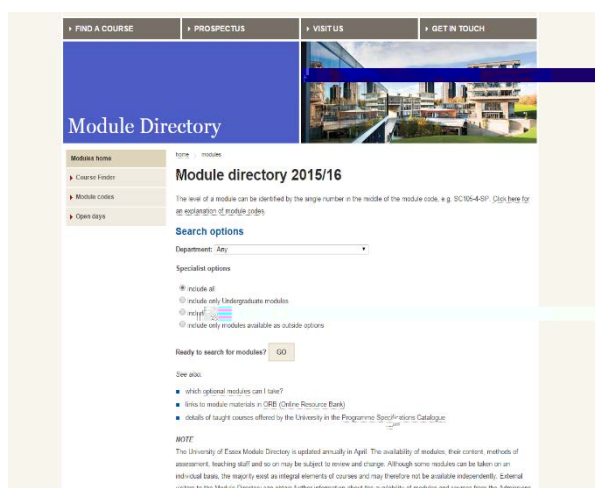 FIND A COURSE
PROSPECTUS
VISIT US
GET IN TOUCH
Module Directory
Modules home
Course Finder
Module codes
Open days
home modules
Module directory 2015/16
The level of a module can be identified by the single number in the middle of the module code, e.g. SC105-4-SP. Click here for
an explanation of module codes.
Search options
Department: Any
Specialist options
Include all
Include only Undergraduate modules
Include only modules available as outside options
Ready to search for modules? GO
See also:
which optional modules can I take?
links to module materials in ORB (Online Resource Bank)
details of taught courses offered by the University in the Programme Specifications Catalogue
NOTE
The University of Essex Module Directory is updated annually in April. The availability of modules, their content, methods of
assessment, teaching staff and so on may be subject to review and change. Although some modules can be taken on an
individual basis, the majority exist as integral elements of courses and may therefore not be available independently. External